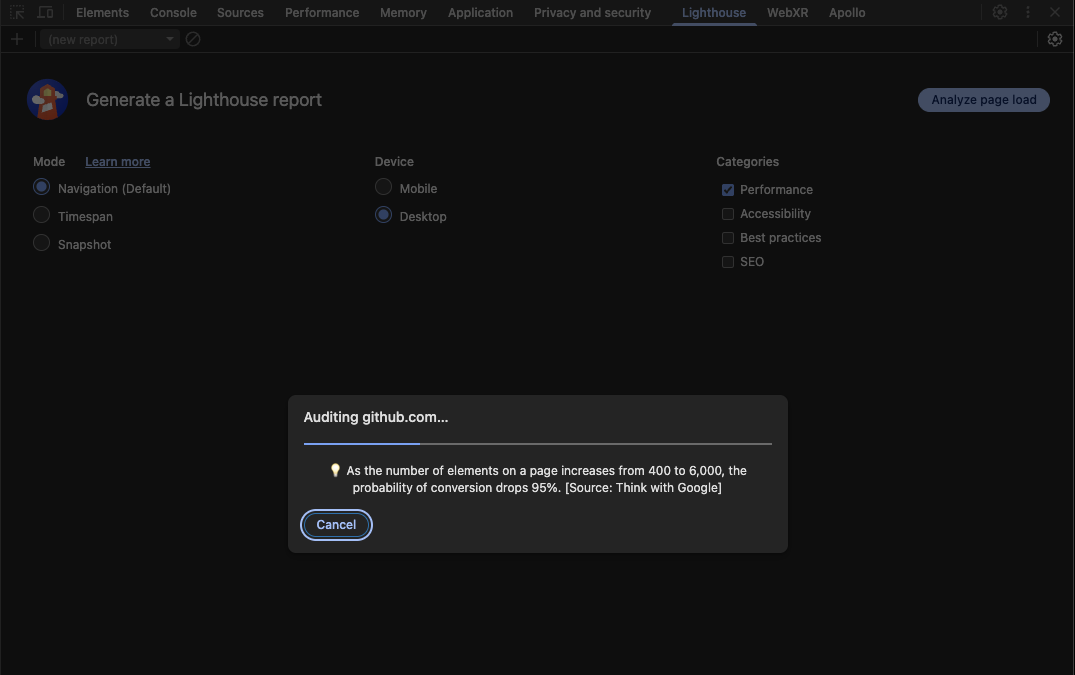 Elements Console Sources Performance Memory Application Privacy and security Lighthouse WebXR Apollo
(new report)
Generate a Lighthouse report
Analyze page load
Mode Learn more
Navigation (Default)
Timespan
Snapshot
Device
Mobile
Desktop
Categories
Performance
Accessibility
Best practices
SEO
Auditing github.com...
💡 As the number of elements on a page increases from 400 to 6,000, the
probability of conversion drops 95%. [Source: Think with Google]
Cancel